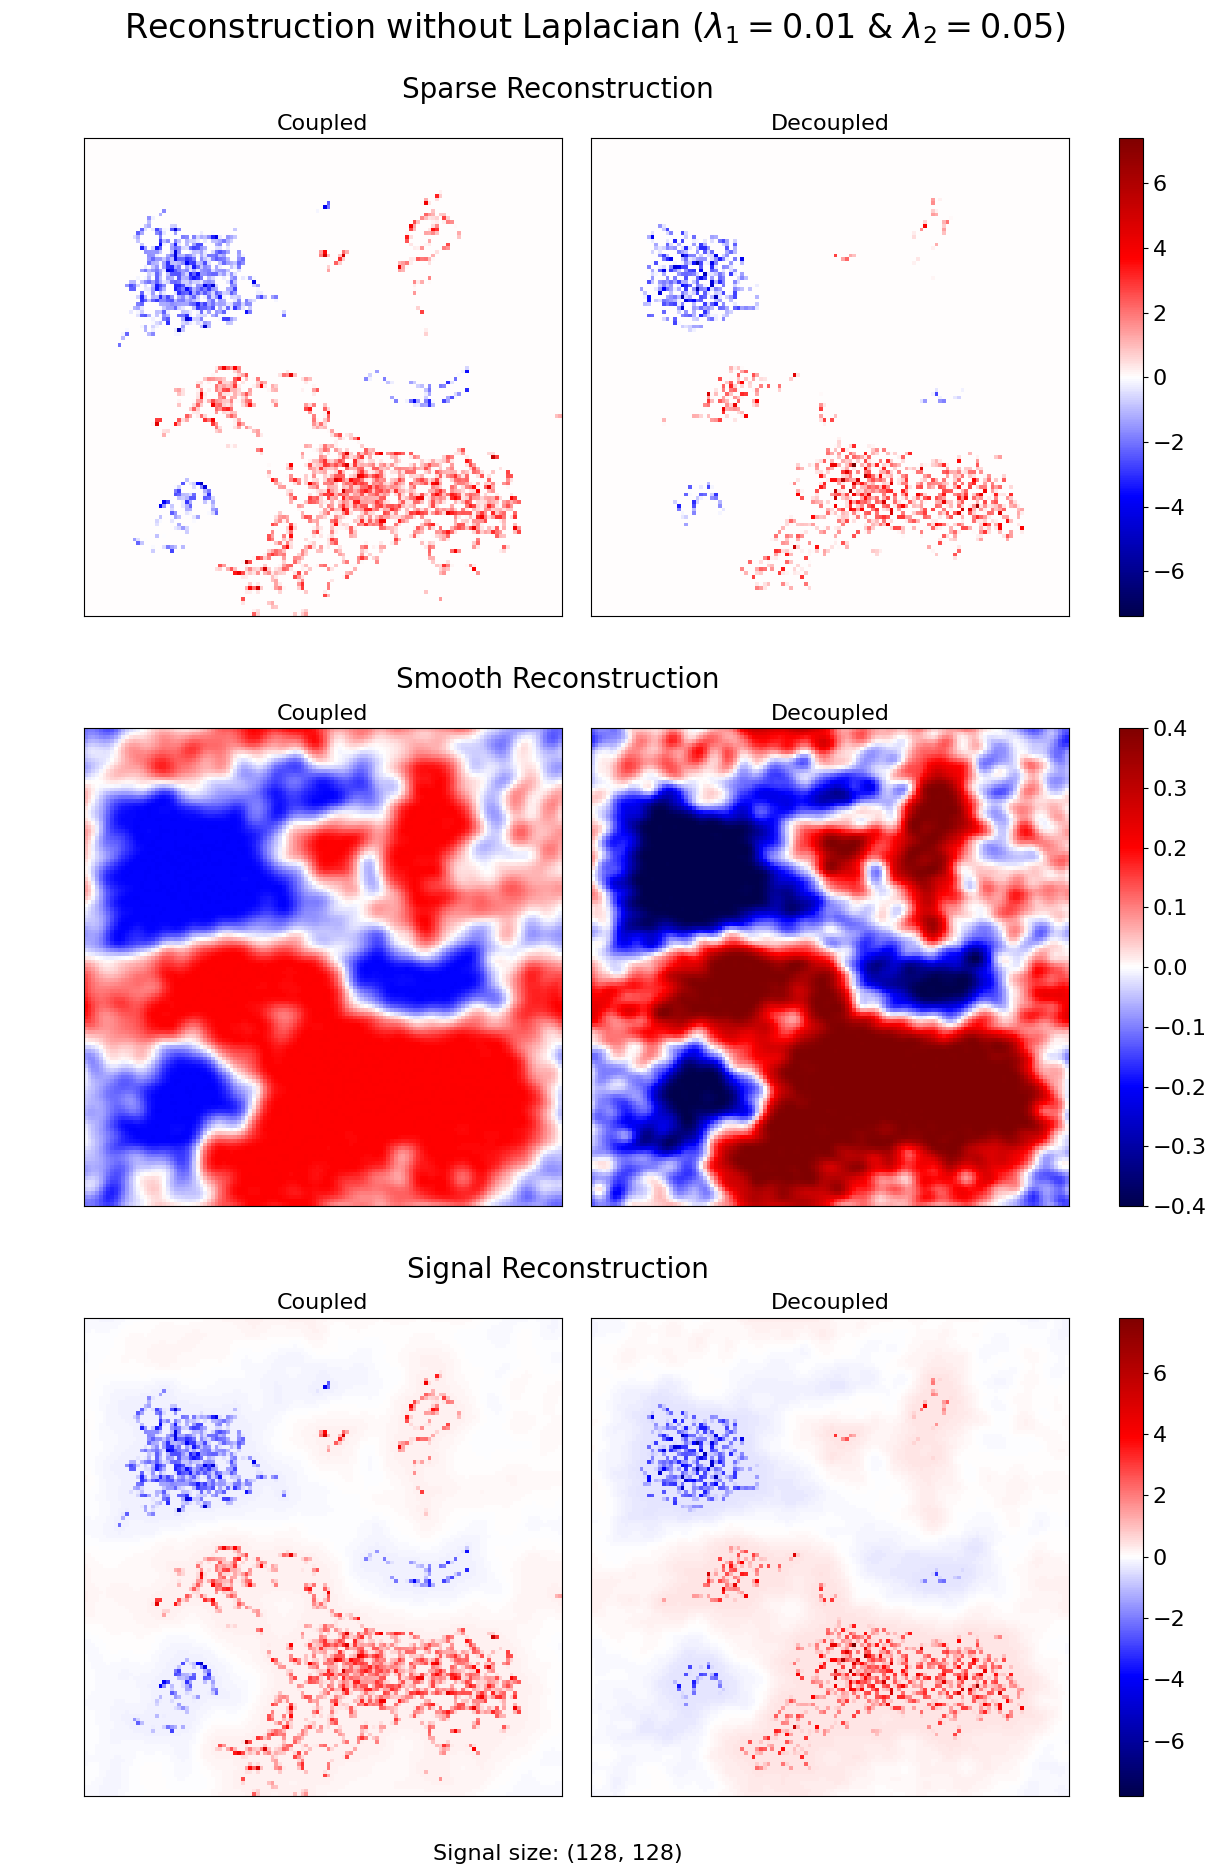 Reconstruction without Laplacian (λ₁ = 0.01 & λ₂ = 0.05)
Sparse Reconstruction
Coupled Decoupled
6
4
2
0
−2
−4
−6
Smooth Reconstruction
Coupled Decoupled
0.4
0.3
0.2
0.1
0.0
−0.1
−0.2
−0.3
−0.4
Signal Reconstruction
Coupled Decoupled
6
4
2
0
−2
−4
−6
Signal size: (128, 128)